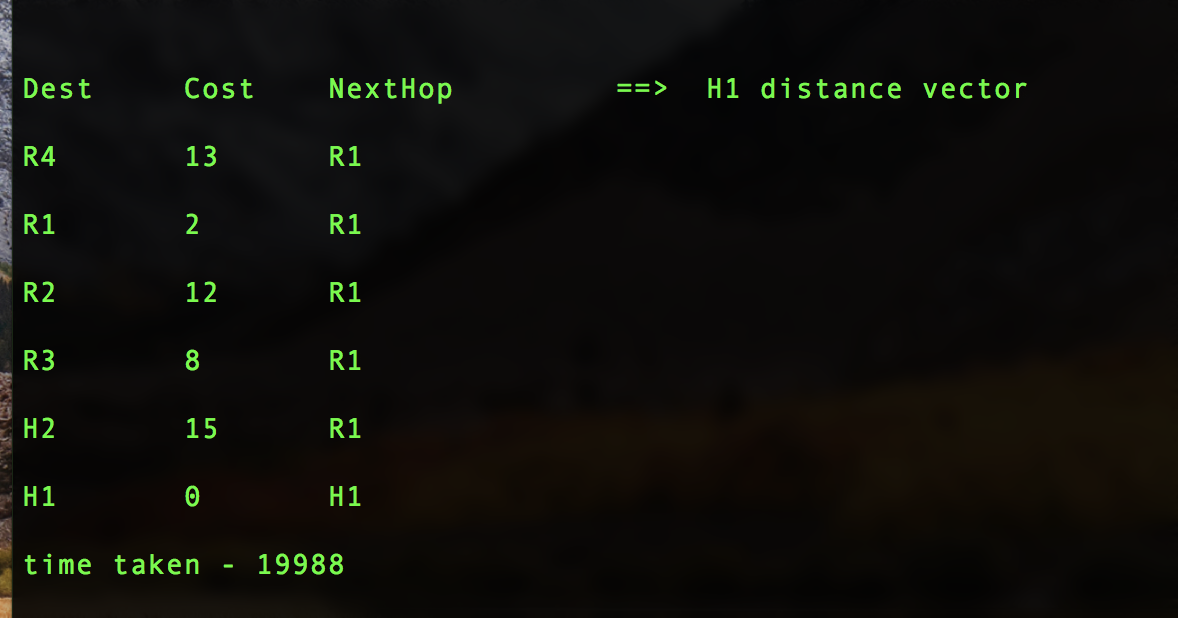 Dest Cost NextHop ==> H1 distance vector
R4 13 R1
R1 2 R1
R2 12 R1
R3 8 R1
H2 15 R1
H1 0 H1
time taken - 19988